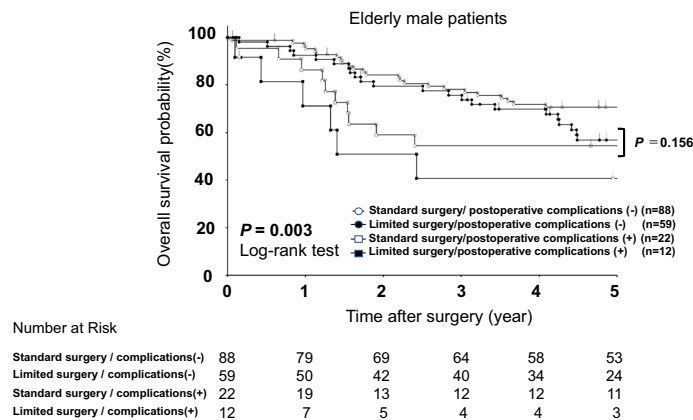 Elderly male patients
Overall survival probability(%)
100
80
60
40
20
0
P = 0.156
Standard surgery/ postoperative complications (-) (n=88)
Limited surgery/postoperative complications (-) (n=59)
Standard surgery/postoperative complications (+) (n=22)
Limited surgery/postoperative complications (+) (n=12)
P = 0.003
Log-rank test
0 1 2 3 4 5
Time after surgery (year)
Number at Risk
Standard surgery / complications(-) 88 79 69 64 58 53
Limited surgery / complications(-) 59 50 42 40 34 24
Standard surgery / complications(+) 22 19 13 12 12 11
Limited surgery / complications(+) 12 7 5 4 4 3